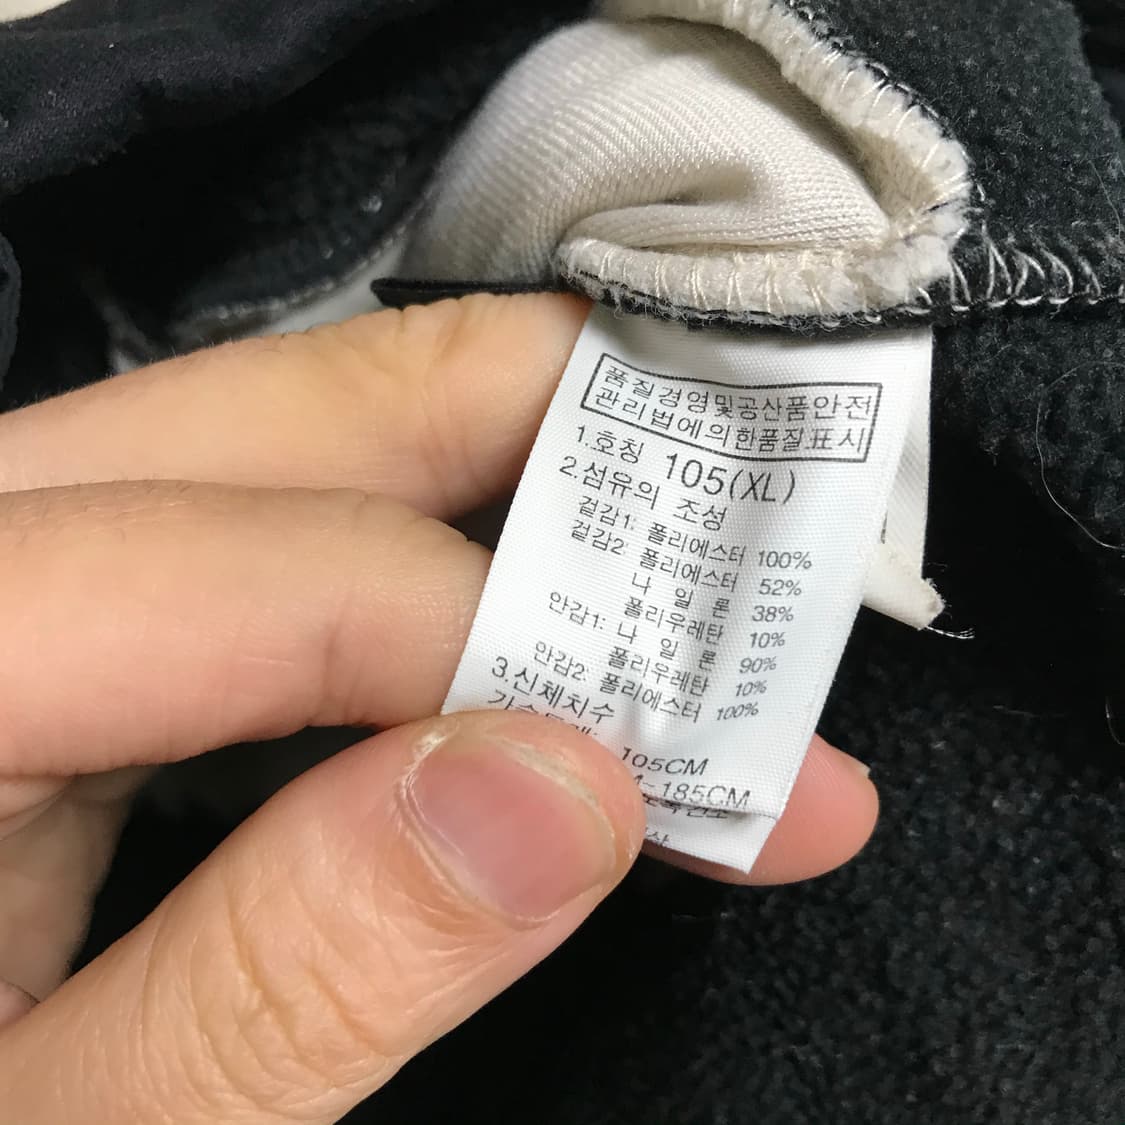 품질경영및공산품안전
관리법에의한품질표시
1.호칭 105(XL)
2.섬유의 조성
겉감1: 폴리에스터 100%
겉감2: 폴리에스터 52%
나 일 론 38%
폴리우레탄 10%
안감1: 나 일 론 90%
폴리우레탄 10%
안감2: 폴리에스터 100%
3.신체치수
105CM
-185CM